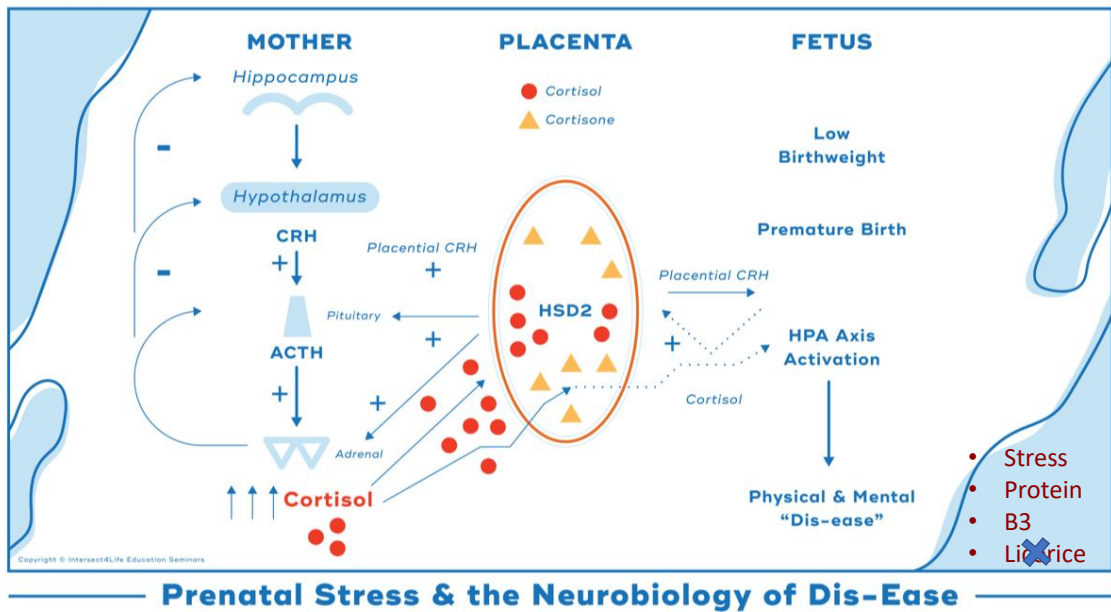 MOTHER
Hippocampus
-
Hypothalamus
CRH
+
-
Pituitary
ACTH
+
Adrenal
Cortisol
PLACENTA
Cortisol
Cortisone
Placential CRH
+
HSD2
+
+
Placential CRH
+
Cortisol
FETUS
Low
Birthweight
Premature Birth
HPA Axis
Activation
Physical & Mental
“Dis-ease”
• Stress
• Protein
• B3
• Licorice
Copyright © Intersect4Life Education Seminars
Prenatal Stress & the Neurobiology of Dis-Ease